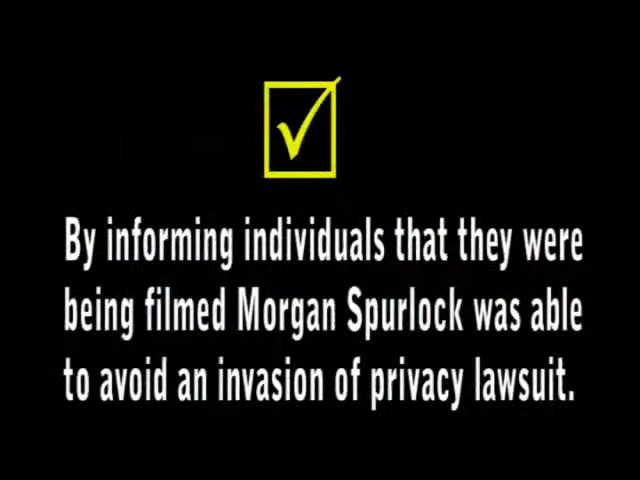 By informing individuals that they were
being filmed Morgan Spurlock was able
to avoid an invasion of privacy lawsuit.